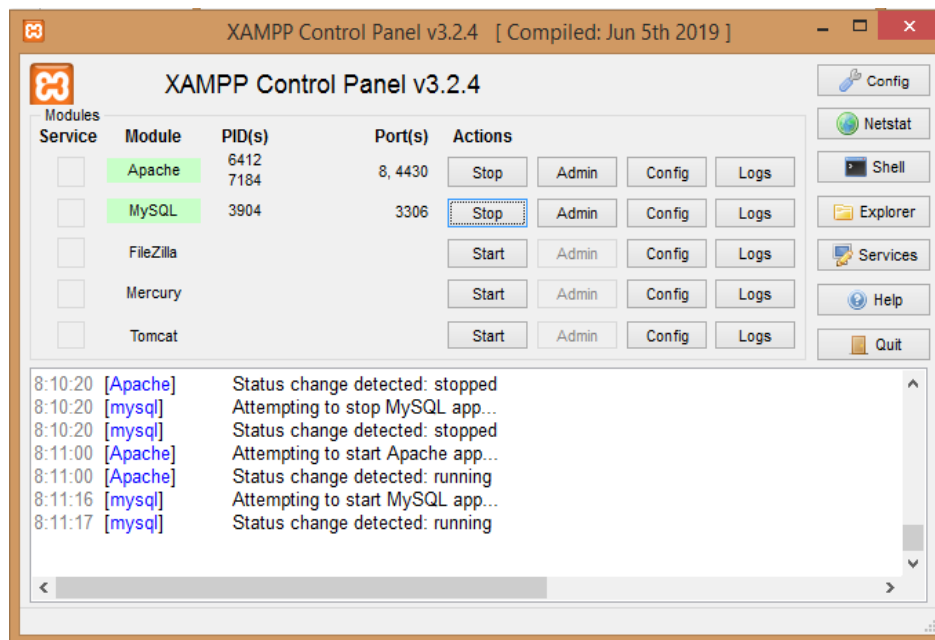 XAMPP Control Panel v3.2.4 [ Compiled: Jun 5th 2019 ]
XAMPP Control Panel v3.2.4
Config
Modules
Service Module PID(s) Port(s) Actions
Netstat
Apache 6412 7184 8, 4430 Stop Admin Config Logs
Shell
MySQL 3904 3306 Stop Admin Config Logs
Explorer
FileZilla Start Admin Config Logs
Services
Mercury Start Admin Config Logs
Help
Tomcat Start Admin Config Logs
Quit
8:10:20 [Apache] Status change detected: stopped
8:10:20 [mysql] Attempting to stop MySQL app...
8:10:20 [mysql] Status change detected: stopped
8:11:00 [Apache] Attempting to start Apache app...
8:11:00 [Apache] Status change detected: running
8:11:16 [mysql] Attempting to start MySQL app...
8:11:17 [mysql] Status change detected: running